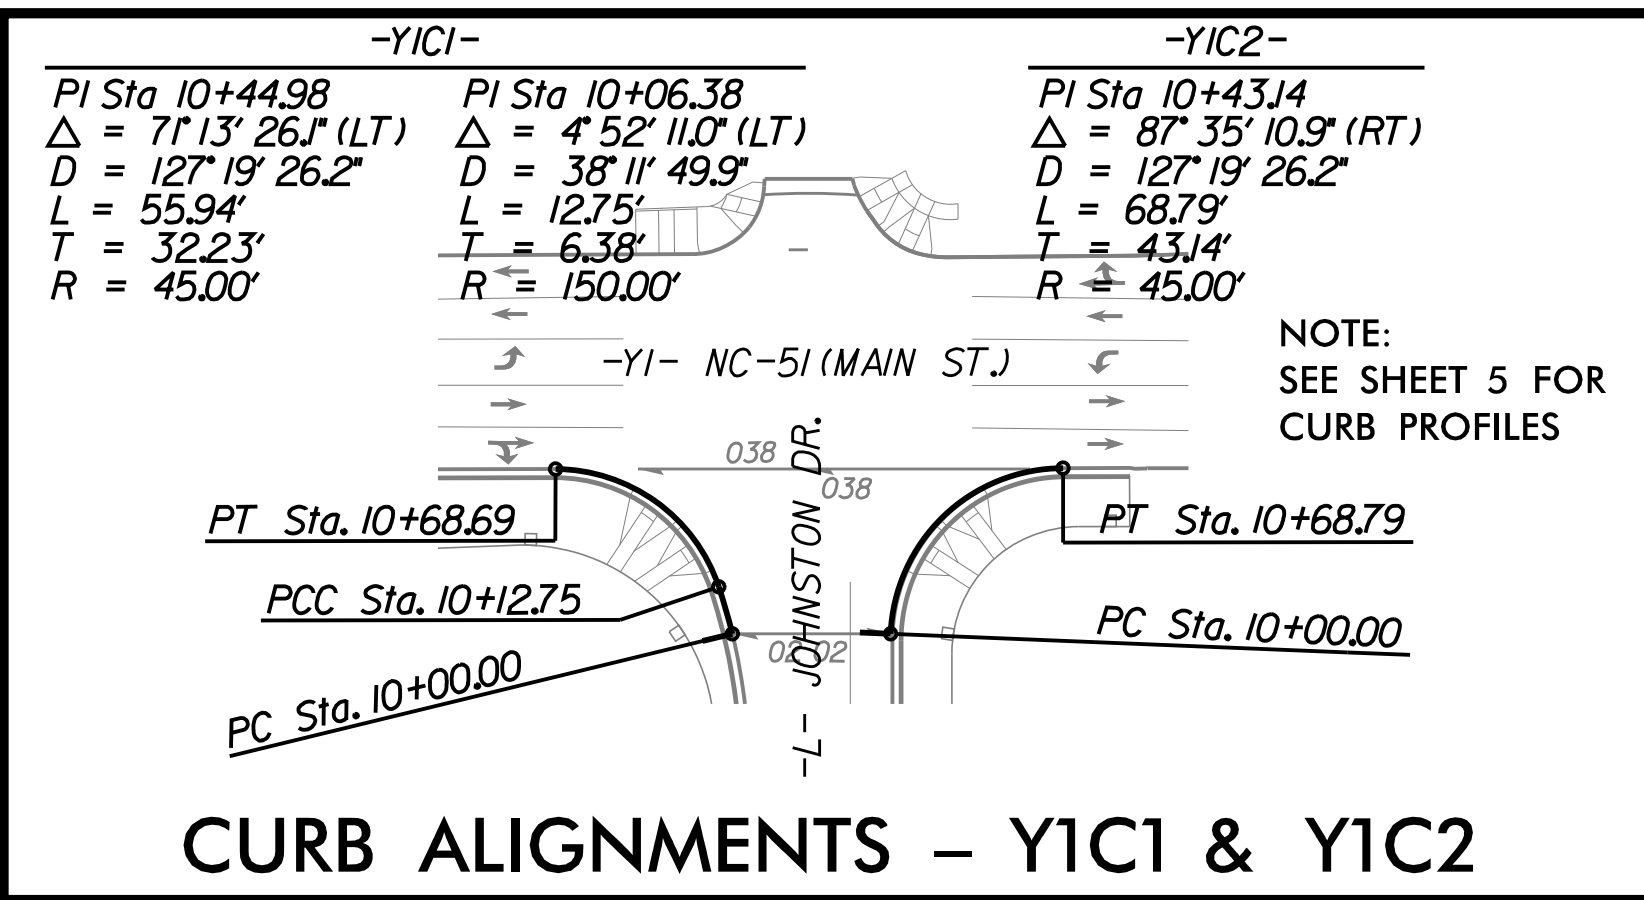 -Y1C1-
PI Sta 10+44.98
△ = 71° 13' 26.1" (LT)
D = 127° 19' 26.2"
L = 55.94'
T = 32.23'
R = 45.00'
PI Sta 10+06.38
△ = 4° 52' 11.0" (LT)
D = 38° 11' 49.9"
L = 12.75'
T = 6.38'
R = 150.00'
-Y1C2-
PI Sta 10+43.14
△ = 87° 35' 10.9" (RT)
D = 127° 19' 26.2"
L = 68.79'
T = 43.14'
R = 45.00'
-Y1- NC-51 (MAIN ST.)
NOTE:
SEE SHEET 5 FOR
CURB PROFILES
038
038
PT Sta. 10+68.69
PT Sta. 10+68.79
PCC Sta. 10+12.75
PC Sta. 10+00.00
PC Sta. 10+00.00
02 02
-L- JOHNSTON DR.
CURB ALIGNMENTS – Y1C1 & Y1C2